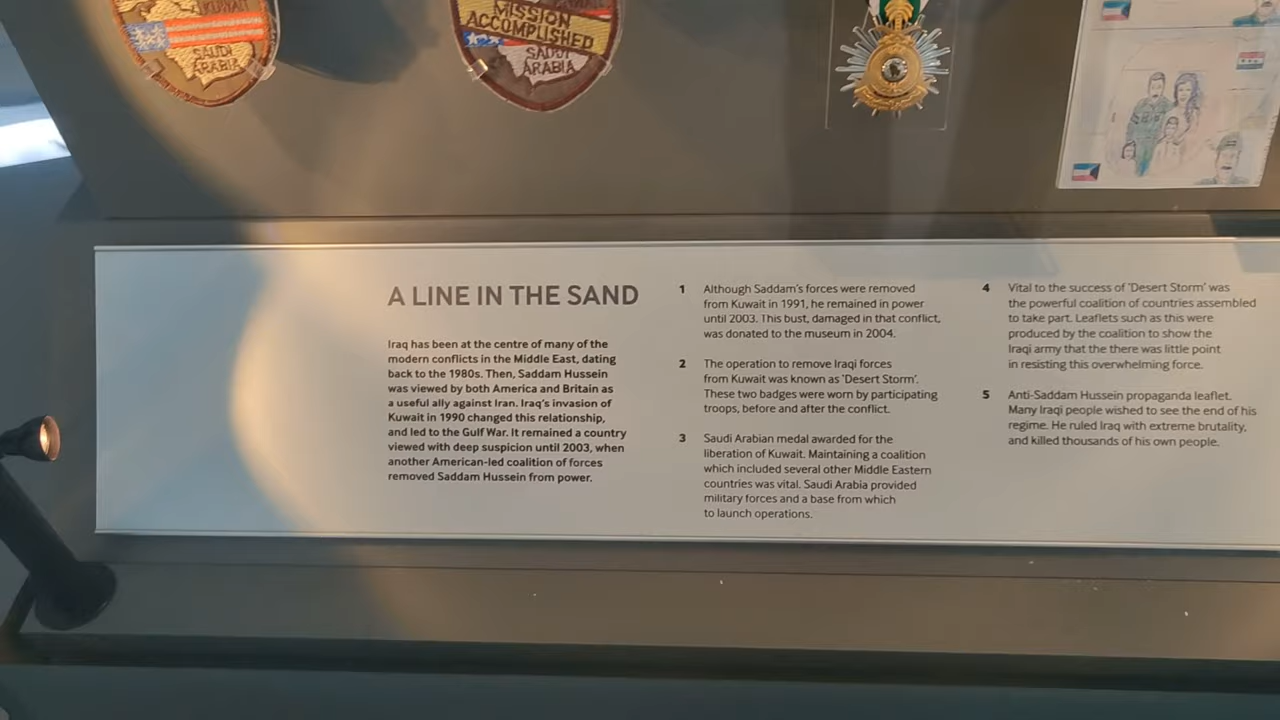 KUWAIT
SAUDI
ARABIA
MISSION
ACCOMPLISHED
SAUDI
ARABIA
A LINE IN THE SAND
Iraq has been at the centre of many of the
modern conflicts in the Middle East, dating
back to the 1980s. Then, Saddam Hussein
was viewed by both America and Britain as
a useful ally against Iran. Iraq's invasion of
Kuwait in 1990 changed this relationship,
and led to the Gulf War. It remained a country
viewed with deep suspicion until 2003, when
another American-led coalition of forces
removed Saddam Hussein from power.
1 Although Saddam's forces were removed
from Kuwait in 1991, he remained in power
until 2003. This bust, damaged in that conflict,
was donated to the museum in 2004.
2 The operation to remove Iraqi forces
from Kuwait was known as 'Desert Storm'.
These two badges were worn by participating
troops, before and after the conflict.
3 Saudi Arabian medal awarded for the
liberation of Kuwait. Maintaining a coalition
which included several other Middle Eastern
countries was vital. Saudi Arabia provided
military forces and a base from which
to launch operations.
4 Vital to the success of 'Desert Storm' was
the powerful coalition of countries assembled
to take part. Leaflets such as this were
produced by the coalition to show the
Iraqi army that the there was little point
in resisting this overwhelming force.
5 Anti-Saddam Hussein propaganda leaflet.
Many Iraqi people wished to see the end of his
regime. He ruled Iraq with extreme brutality,
and killed thousands of his own people.